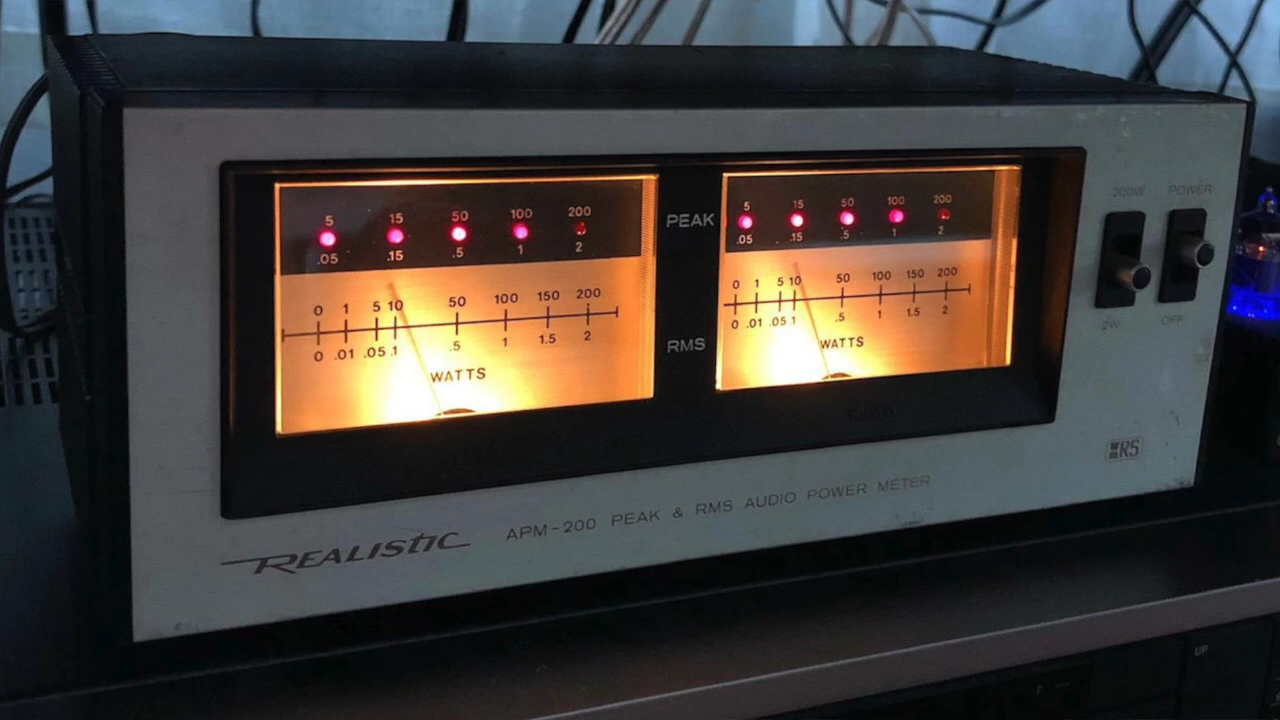 5 15 50 100 200
.05 .15 .5 1 2
0 1 5 10 50 100 150 200
0 .01 .05 .1 .5 1 1.5 2
WATTS
PEAK
RMS
5 15 50 100 200
.05 .15 .5 1 2
0 1 5 10 50 100 150 200
0 .01 .05 .1 .5 1 1.5 2
WATTS
200W POWER
2W OFF
RS
REALISTIC APM-200 PEAK & RMS AUDIO POWER METER
UP